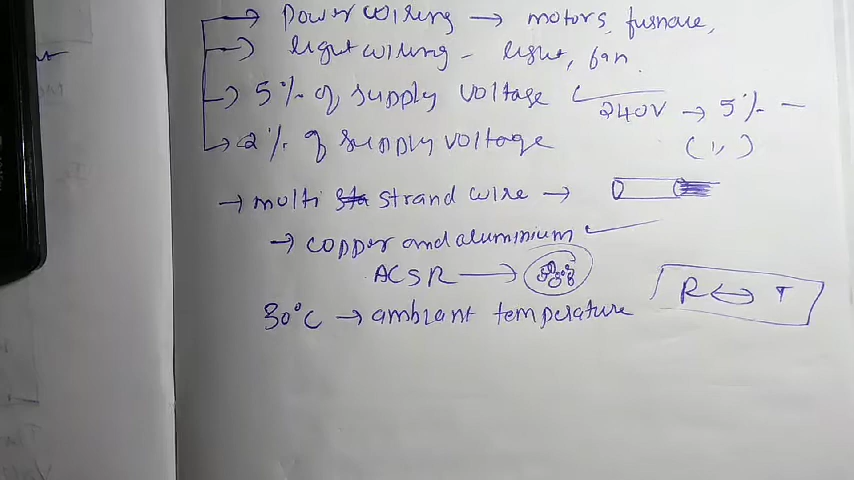 → Power wiring → motors, furnace,
→ light wiring - light, fan.
→ 5% of supply voltage 240V → 5% -
→ 2% of supply voltage ( 1, )
→ multi strand wire →
→ copper and aluminium
ACSR →
30°C → ambiant temperature
R ↔ T